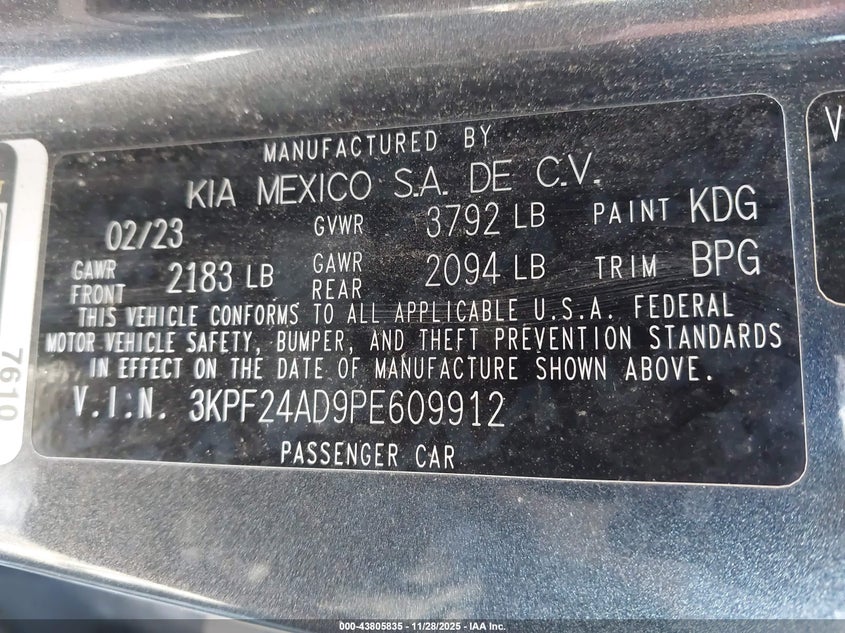 MANUFACTURED BY
KIA MEXICO S.A. DE C.V.
02/23 GVWR 3792 LB PAINT KDG
GAWR FRONT 2183 LB GAWR REAR 2094 LB TRIM BPG
THIS VEHICLE CONFORMS TO ALL APPLICABLE U.S.A. FEDERAL
MOTOR VEHICLE SAFETY, BUMPER, AND THEFT PREVENTION STANDARDS
IN EFFECT ON THE DATE OF MANUFACTURE SHOWN ABOVE.
V.I.N. 3KPF24AD9PE609912
PASSENGER CAR
7610
V
000-43805835 - 11/28/2025 - IAA Inc.